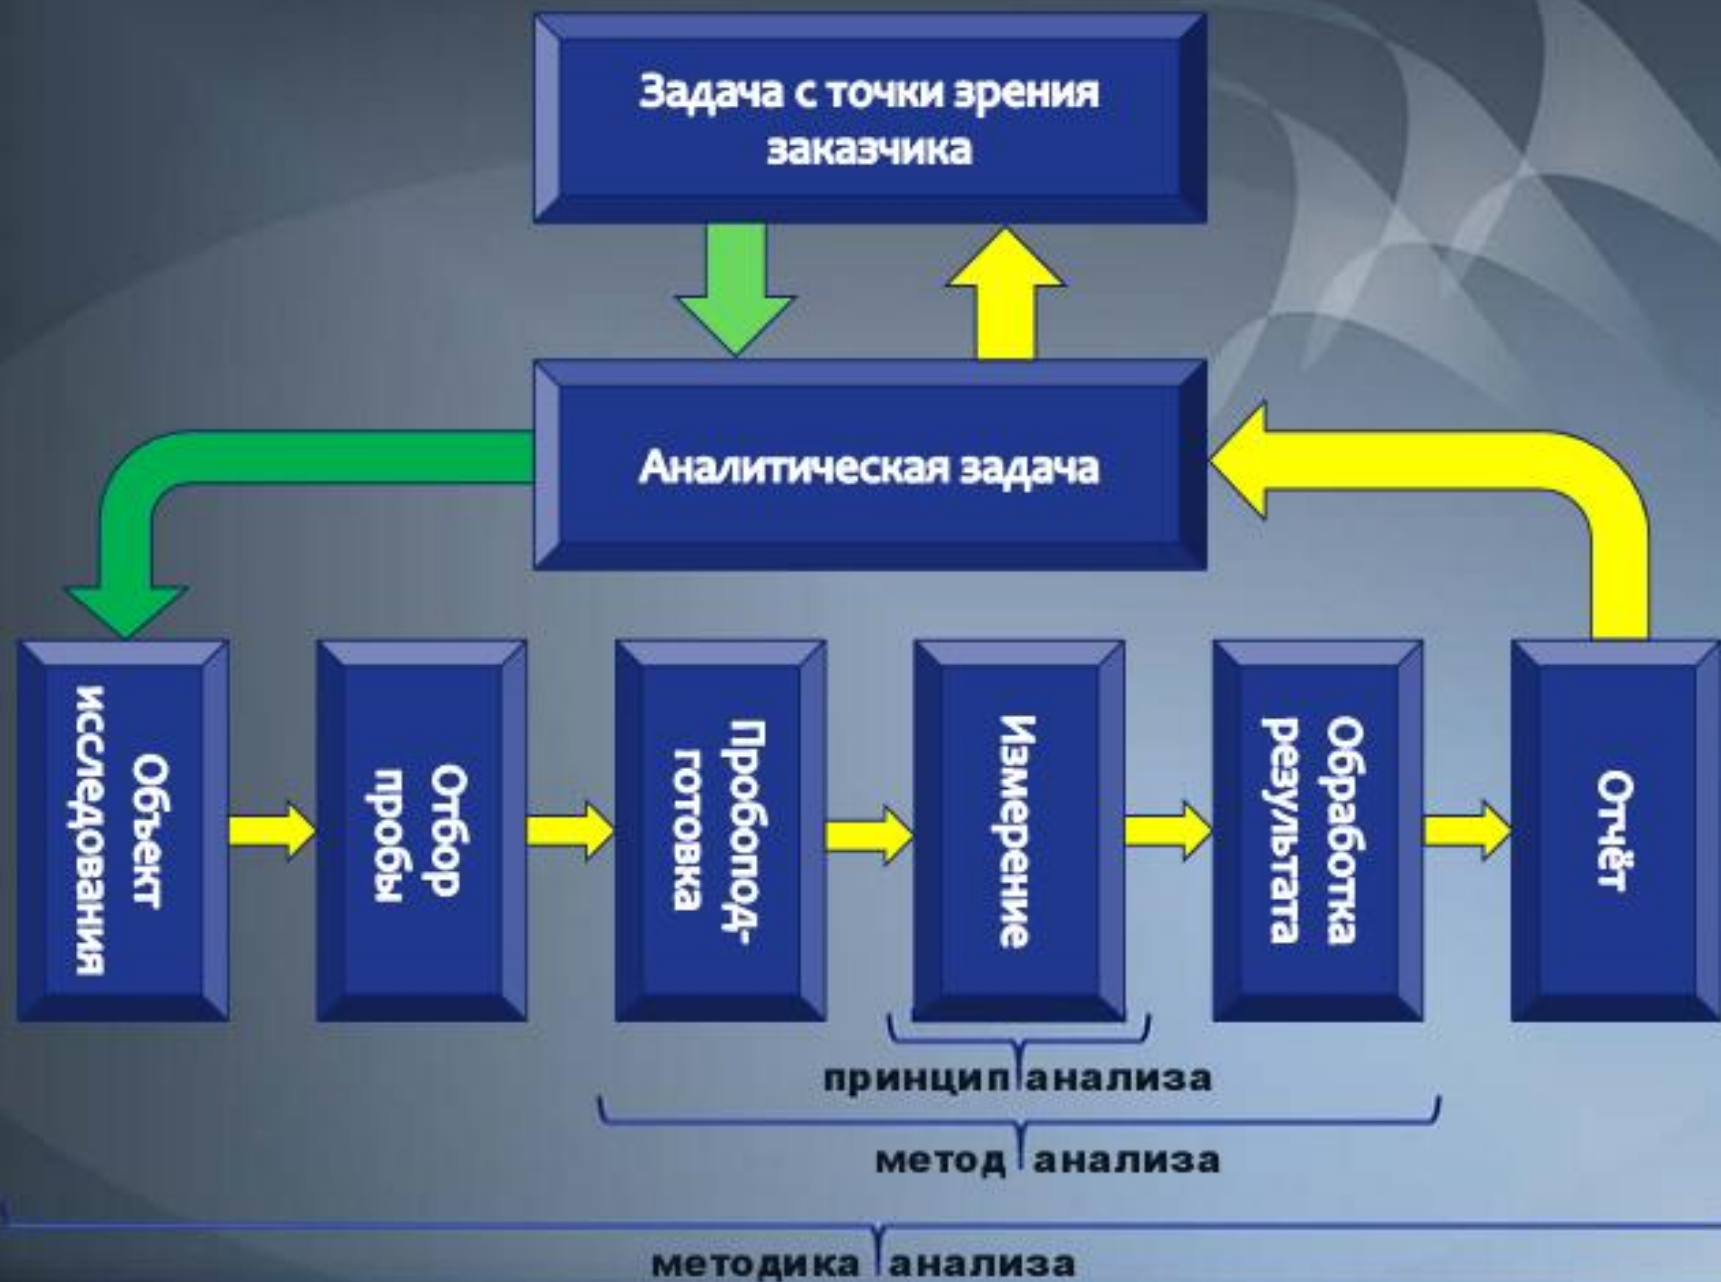 Задача с точки зрения
заказчика
Аналитическая задача
Объект
исследования
Отбор
пробы
Пробопод-
готовка
Измерение
Обработка
результата
Отчёт
принцип анализа
метод анализа
методика анализа